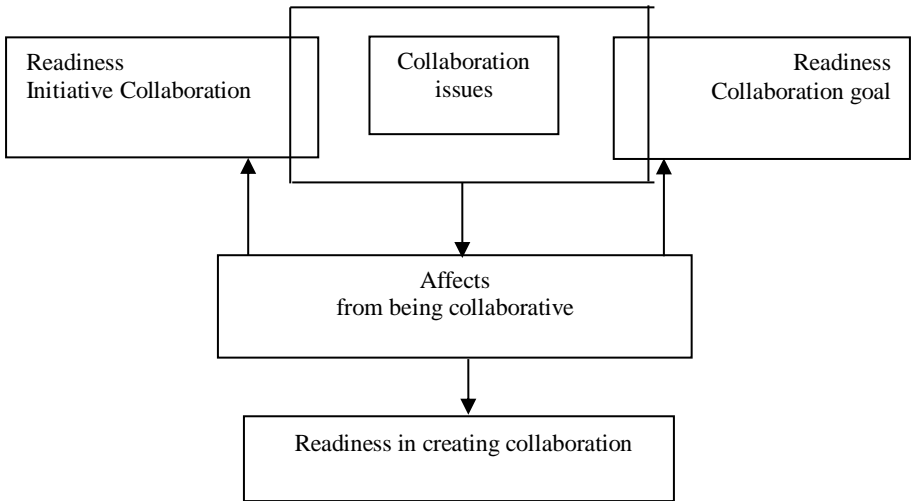 Readiness
Initiative Collaboration
Collaboration
issues
Readiness
Collaboration goal
Affects
from being collaborative
Readiness in creating collaboration